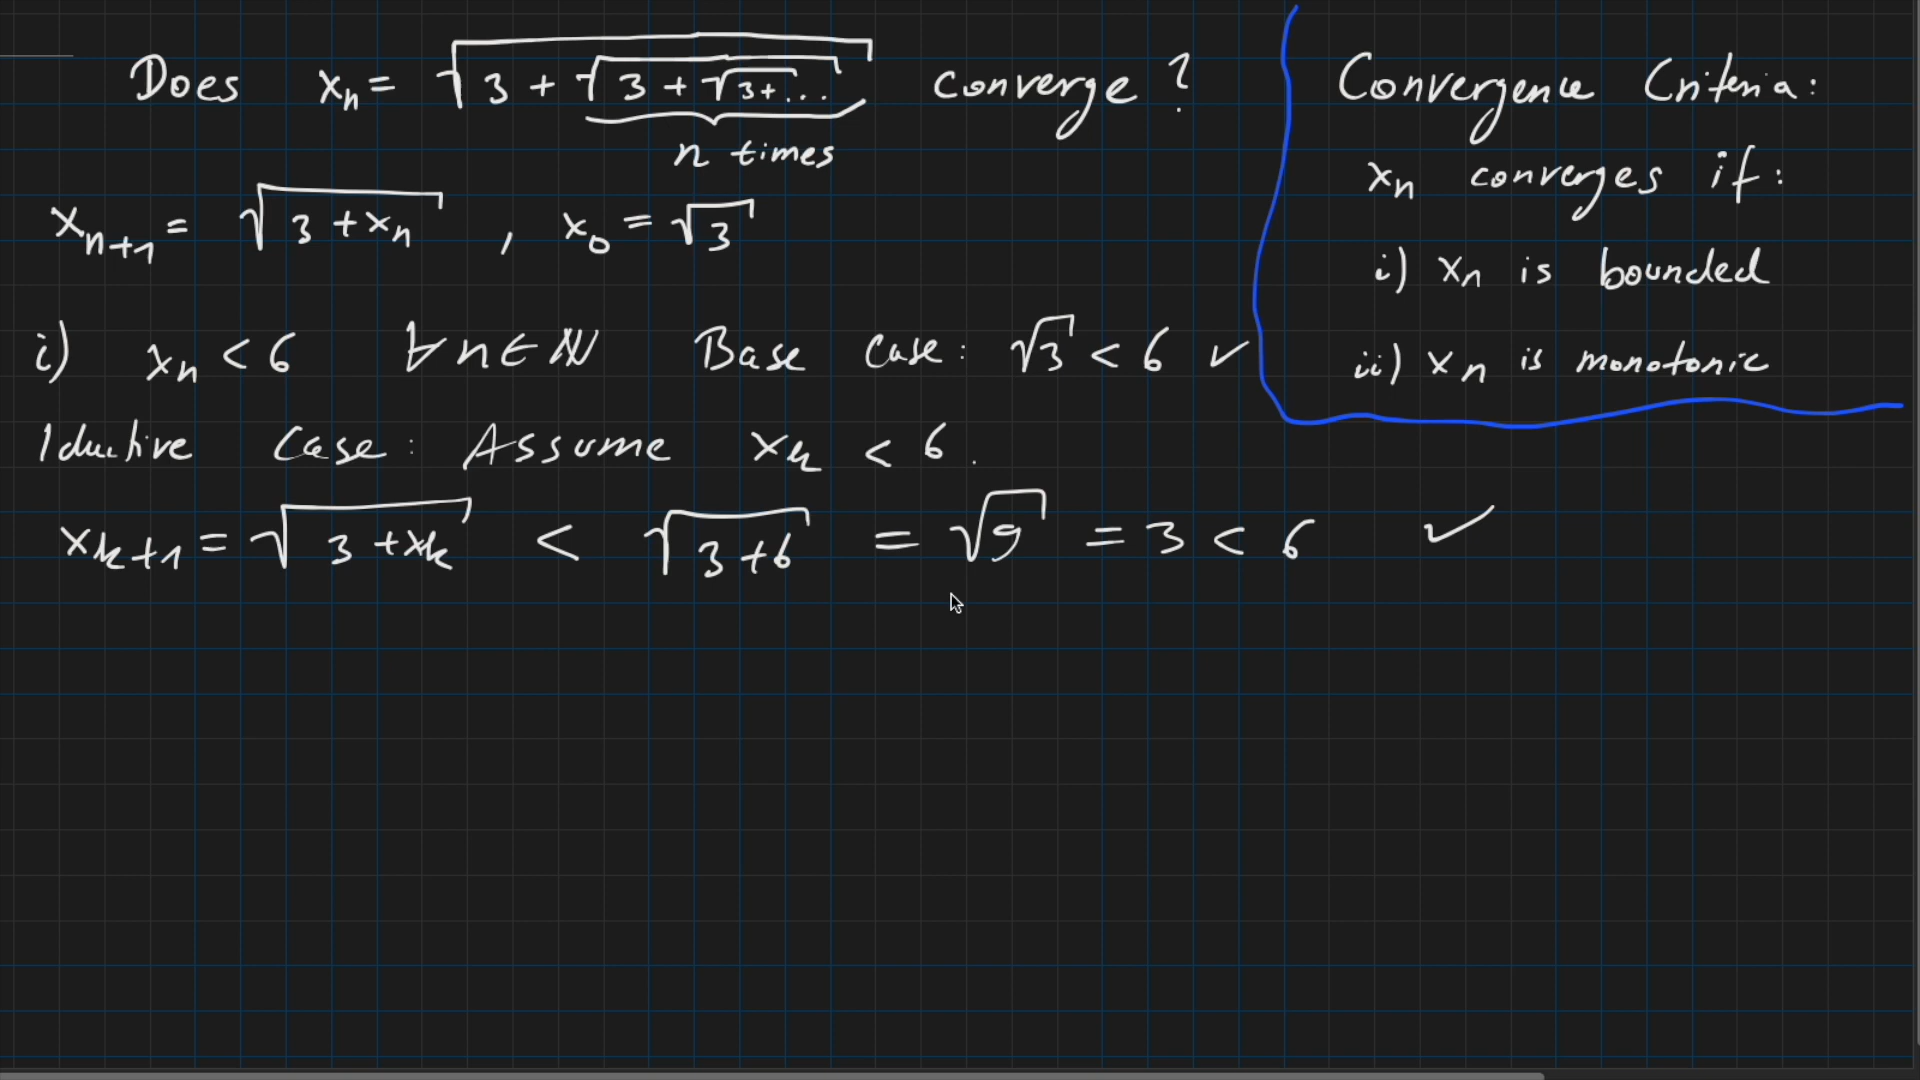 Does xₙ = √(3 + √(3 + √(3+...))) converge ?
n times
xₙ₊₁ = √(3 + xₙ) , x₀ = √3
i) xₙ < 6 ∀ n ∈ ℕ Base Case: √3 < 6 ✓
Iductive Case: Assume xₖ < 6.
xₖ₊₁ = √(3 + xₖ) < √(3+6) = √9 = 3 < 6 ✓
Convergence Criteria:
xₙ converges if:
i) xₙ is bounded
ii) xₙ is monotonic